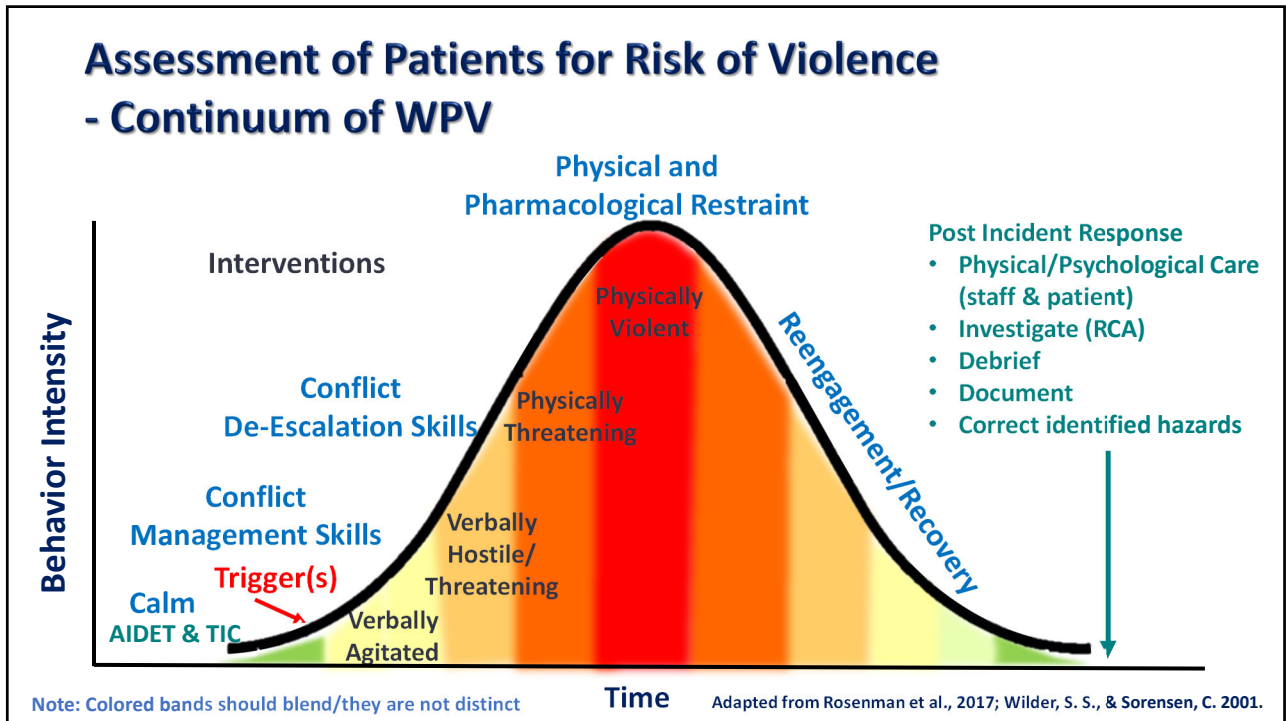 Assessment of Patients for Risk of Violence
- Continuum of WPV
Physical and
Pharmacological Restraint
Interventions
Physically
Violent
Conflict
De-Escalation Skills
Physically
Threatening
Conflict
Management Skills
Verbally
Hostile/
Threatening
Trigger(s)
Calm
AIDET & TIC
Verbally
Agitated
Reengagement/Recovery
Post Incident Response
• Physical/Psychological Care
(staff & patient)
• Investigate (RCA)
• Debrief
• Document
• Correct identified hazards
Behavior Intensity
Time
Note: Colored bands should blend/they are not distinct
Adapted from Rosenman et al., 2017; Wilder, S. S., & Sorensen, C. 2001.